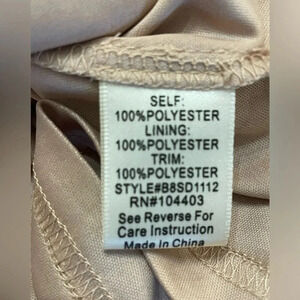 SELF:
100%POLYESTER
LINING:
100%POLYESTER
TRIM:
100%POLYESTER
STYLE#B8SD1112
RN#104403
See Reverse For
Care Instruction
Made In China